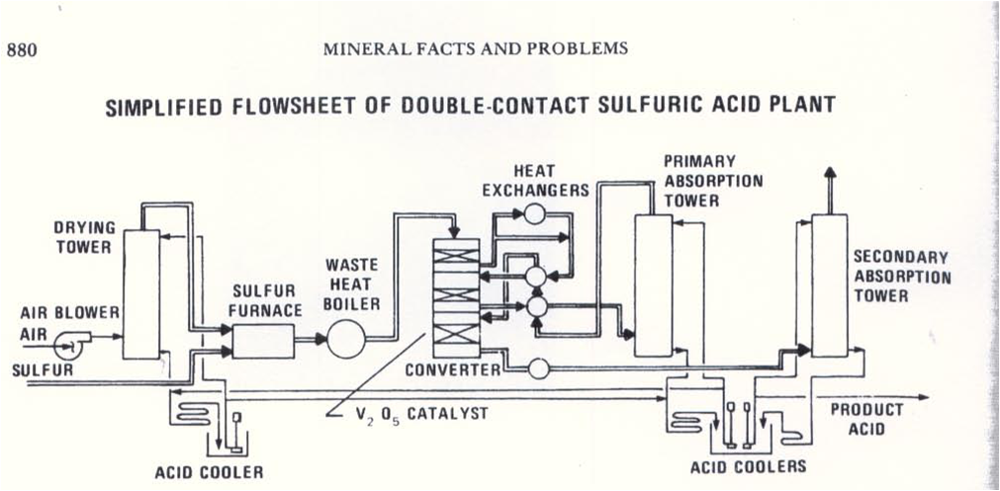 880
MINERAL FACTS AND PROBLEMS
SIMPLIFIED FLOWSHEET OF DOUBLE-CONTACT SULFURIC ACID PLANT
HEAT
EXCHANGERS
PRIMARY
ABSORPTION
TOWER
DRYING
TOWER
WASTE
HEAT
BOILER
SULFUR
FURNACE
SECONDARY
ABSORPTION
TOWER
AIR BLOWER
AIR
SULFUR
CONVERTER
V₂ O₅ CATALYST
PRODUCT
ACID
ACID COOLER
ACID COOLERS